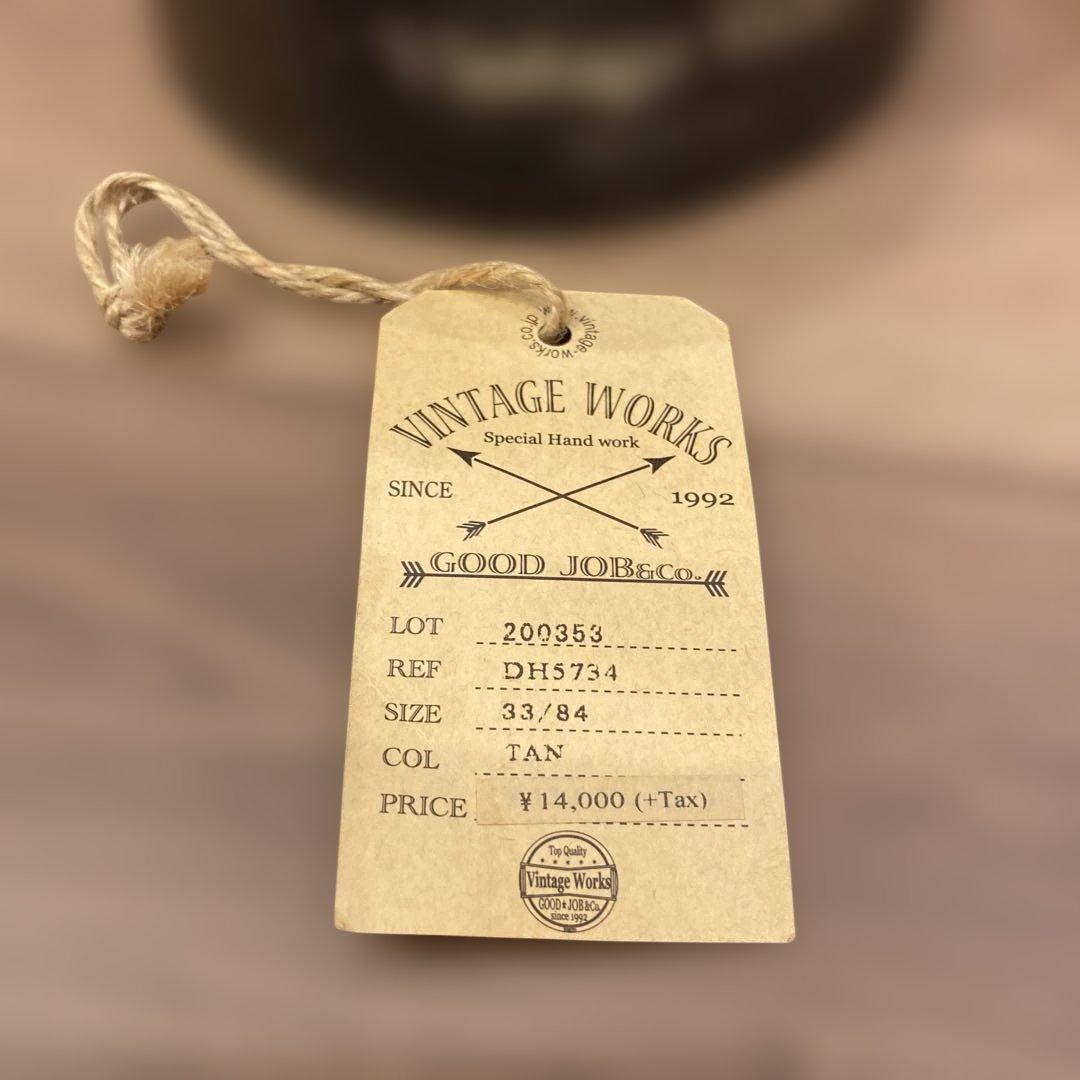 www.vintage-works.co.jp
VINTAGE WORKS
Special Hand work
SINCE 1992
GOOD JOB&Co.
LOT 200353
REF DH5734
SIZE 33/84
COL TAN
PRICE ¥14,000 (+Tax)
Top Quality
Vintage Works
GOOD★JOB&Co.
since 1992